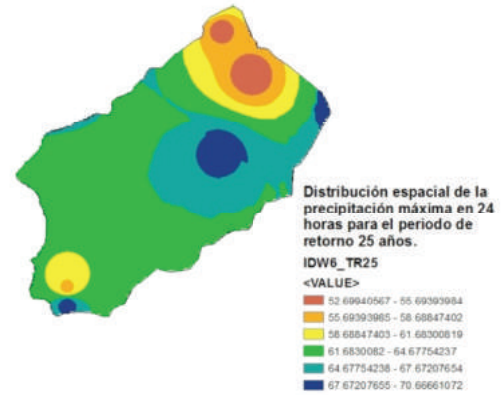 Distribución espacial de la
precipitación máxima en 24
horas para el periodo de
retorno 25 años.
IDW6_TR25
<VALUE>
52.69940567 - 55.69393984
55.69393985 - 58.68847402
58.68847403 - 61.68300819
61.6830082 - 64.67754237
64.67754238 - 67.67207654
67.67207655 - 70.66661072